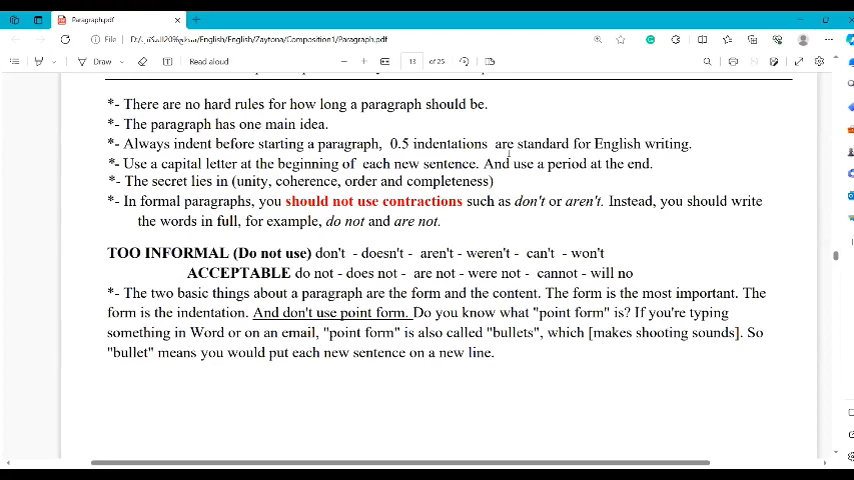 Paragraph.pdf
File
English/English/Zaytona/Composition1/Paragraph.pdf
Draw
Read aloud
13
of 25
*- There are no hard rules for how long a paragraph should be.
*- The paragraph has one main idea.
*- Always indent before starting a paragraph, 0.5 indentations are standard for English writing.
*- Use a capital letter at the beginning of each new sentence. And use a period at the end.
*- The secret lies in (unity, coherence, order and completeness)
*- In formal paragraphs, you should not use contractions such as don't or aren't. Instead, you should write
the words in full, for example, do not and are not.
TOO INFORMAL (Do not use) don't - doesn't - aren't - weren't - can't - won't
ACCEPTABLE do not - does not - are not - were not - cannot - will no
*- The two basic things about a paragraph are the form and the content. The form is the most important. The
form is the indentation. And don't use point form. Do you know what "point form" is? If you're typing
something in Word or on an email, "point form" is also called "bullets", which [makes shooting sounds]. So
"bullet" means you would put each new sentence on a new line.